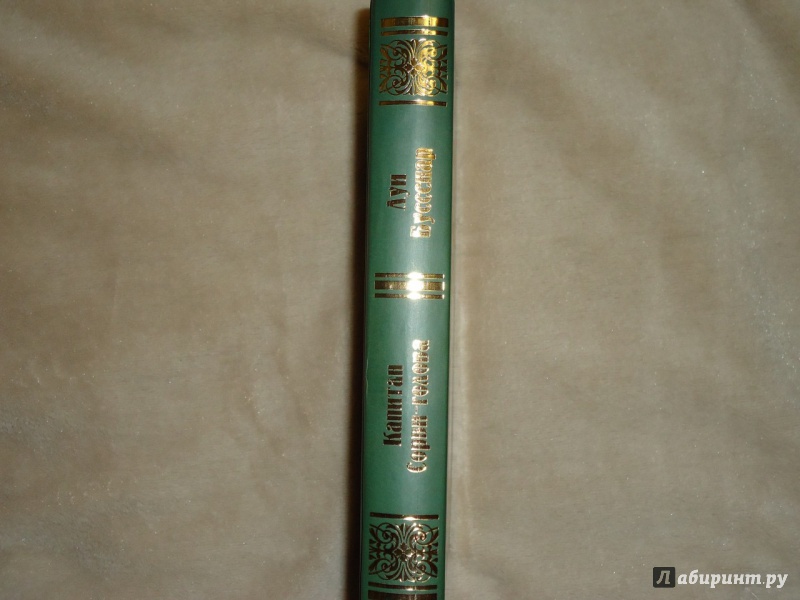 Луи
Буссенар
Капитан
Сорви-голова
Лабиринт.ру